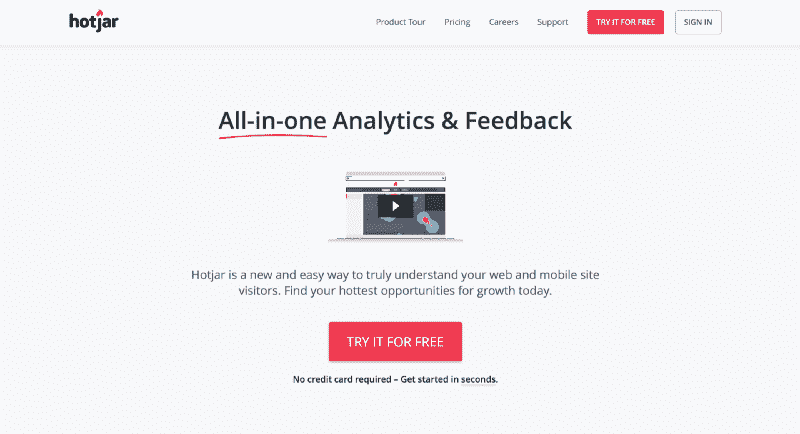 hotjar
Product Tour
Pricing
Careers
Support
TRY IT FOR FREE
SIGN IN
All-in-one Analytics & Feedback
Hotjar is a new and easy way to truly understand your web and mobile site
visitors. Find your hottest opportunities for growth today.
TRY IT FOR FREE
No credit card required – Get started in seconds.